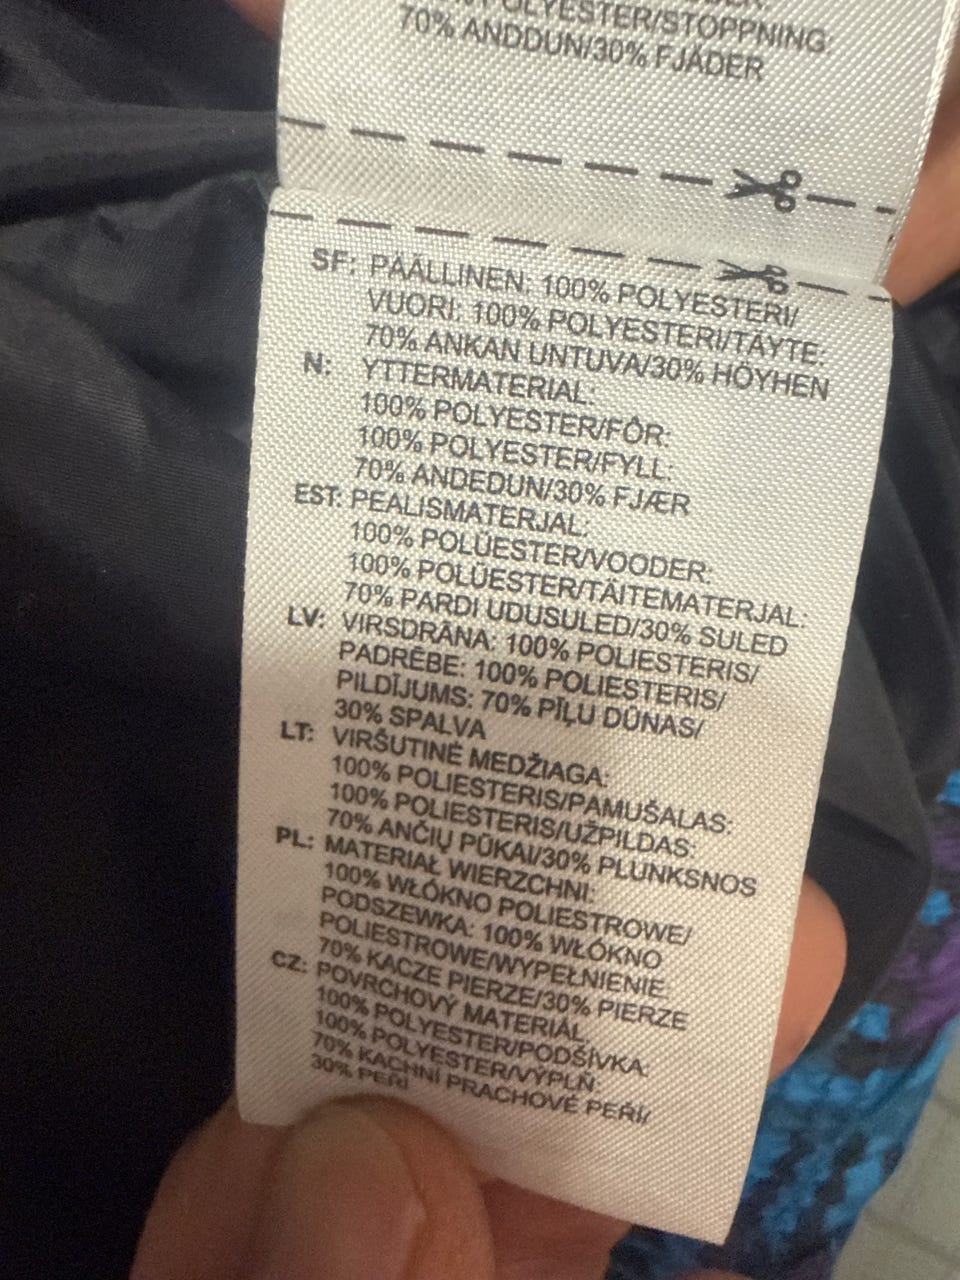 POLYESTER/STOPPNING:
70% ANDDUN/30% FJÄDER
SF: PÄÄLLINEN: 100% POLYESTERI/
VUORI: 100% POLYESTERI/TÄYTE:
70% ANKAN UNTUVA/30% HÖYHEN
N: YTTERMATERIAL:
100% POLYESTER/FÔR:
100% POLYESTER/FYLL:
70% ANDEDUN/30% FJÆR
EST: PEALISMATERJAL:
100% POLÜESTER/VOODER:
100% POLÜESTER/TÄITEMATERJAL:
70% PARDI UDUSULED/30% SULED
LV: VIRSDRĀNA: 100% POLIESTERIS/
PADRĒBE: 100% POLIESTERIS/
PILDĪJUMS: 70% PĪĻU DŪNAS/
30% SPALVA
LT: VIRŠUTINĖ MEDŽIAGA:
100% POLIESTERIS/PAMUŠALAS:
100% POLIESTERIS/UŽPILDAS:
70% ANČIŲ PŪKAI/30% PLUNKSNOS
PL: MATERIAŁ WIERZCHNI:
100% WŁÓKNO POLIESTROWE/
PODSZEWKA: 100% WŁÓKNO
POLIESTROWE/WYPEŁNIENIE:
70% KACZE PIERZE/30% PIERZE
CZ: POVRCHOVÝ MATERIÁL
100% POLYESTER/PODŠÍVKA:
100% POLYESTER/VÝPLŇ:
70% KACHNÍ PRACHOVÉ PEŘÍ/
30% PEŘÍ